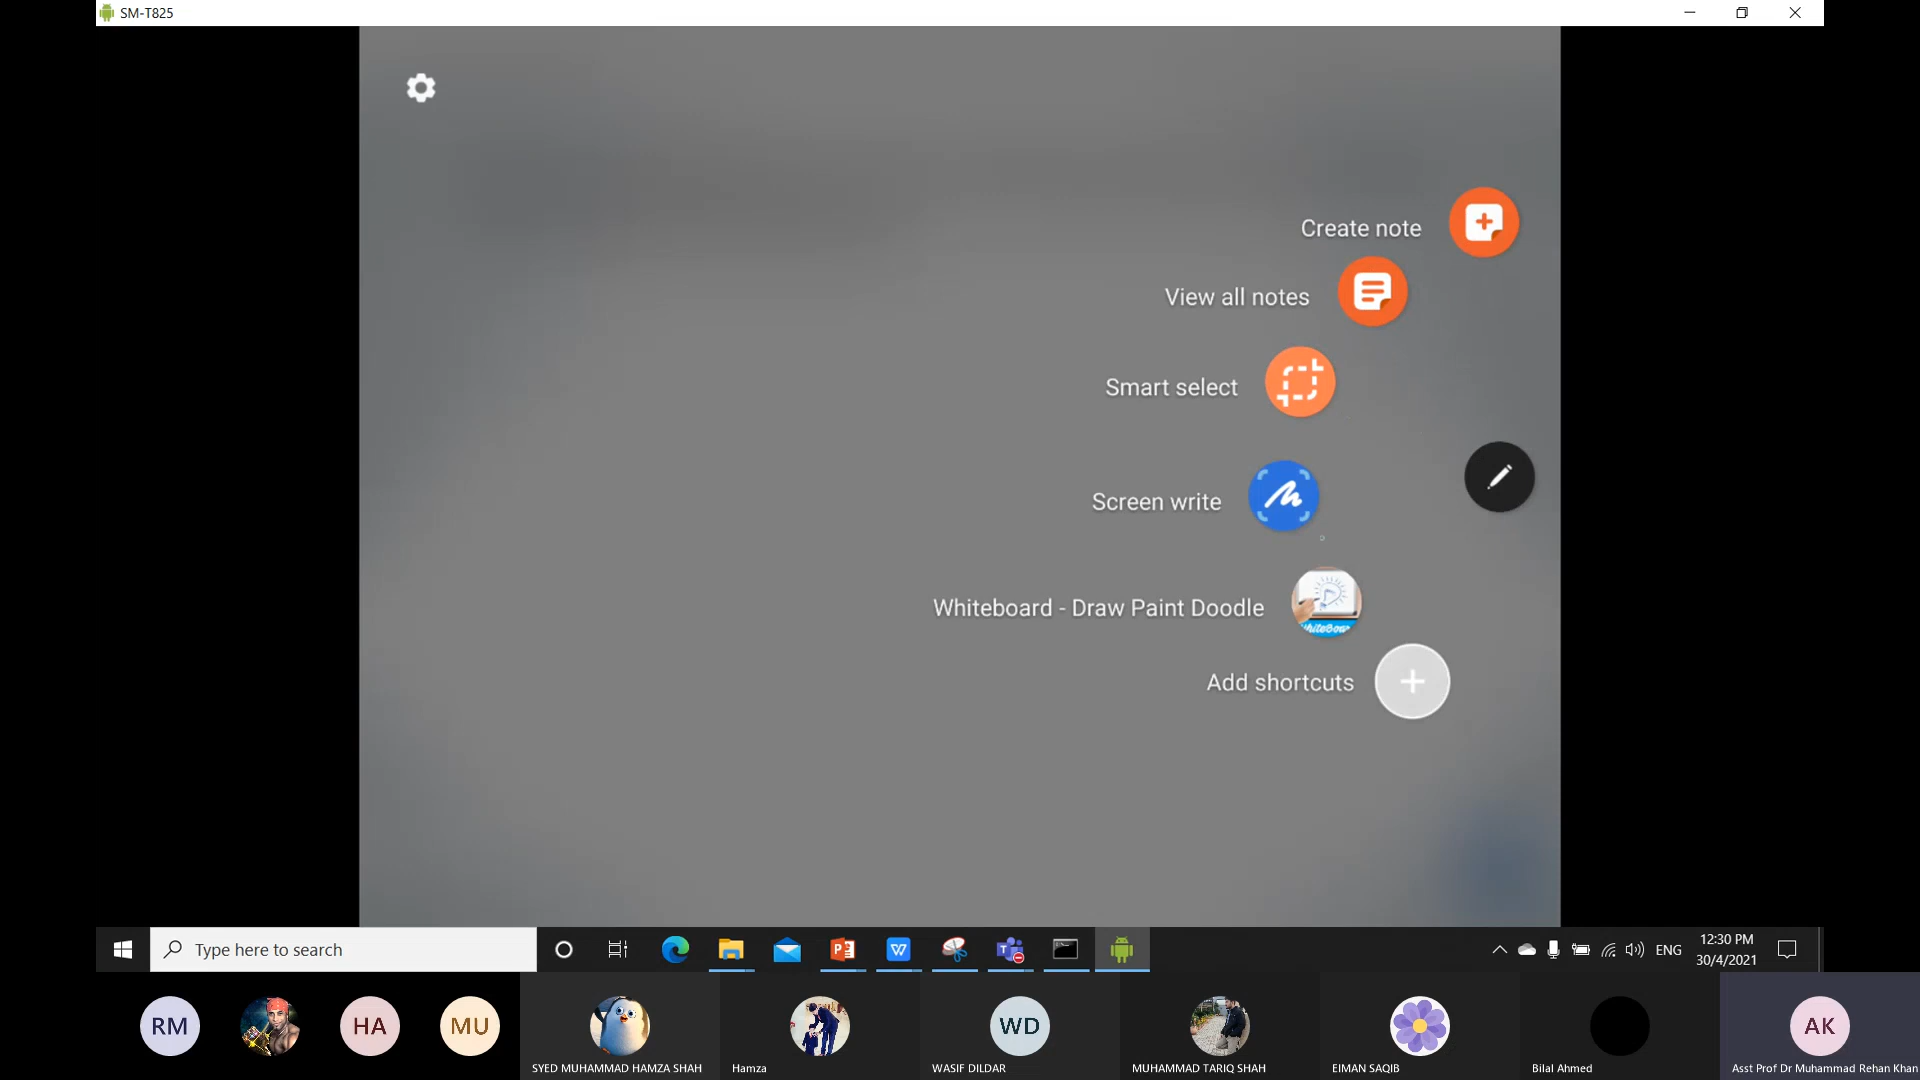 SM-T825
Create note
View all notes
Smart select
Screen write
Whiteboard - Draw Paint Doodle
WhiteBoar
Add shortcuts
Type here to search
ENG
12:30 PM
30/4/2021
RM
HA
MU
WD
AK
SYED MUHAMMAD HAMZA SHAH
Hamza
WASIF DILDAR
MUHAMMAD TARIQ SHAH
EIMAN SAQIB
Bilal Ahmed
Asst Prof Dr Muhammad Rehan Khan